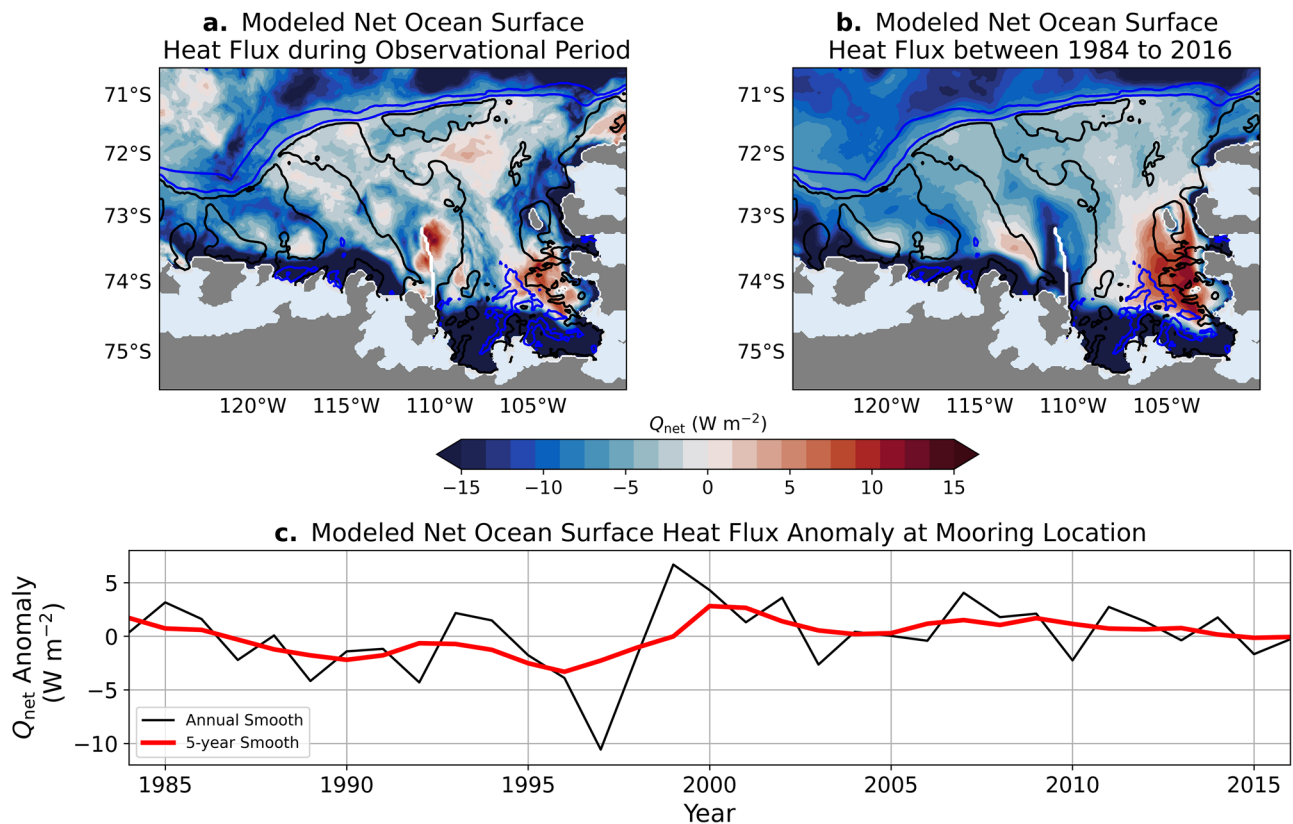 a. Modeled Net Ocean Surface
Heat Flux during Observational Period
b. Modeled Net Ocean Surface
Heat Flux between 1984 to 2016
71°S
72°S
73°S
74°S
75°S
120°W 115°W 110°W 105°W
71°S
72°S
73°S
74°S
75°S
120°W 115°W 110°W 105°W
Qnet (W m−2)
−15 −10 −5 0 5 10 15
c. Modeled Net Ocean Surface Heat Flux Anomaly at Mooring Location
Qnet Anomaly
(W m−2)
5
0
−5
−10
Annual Smooth
5-year Smooth
1985 1990 1995 2000 2005 2010 2015
Year